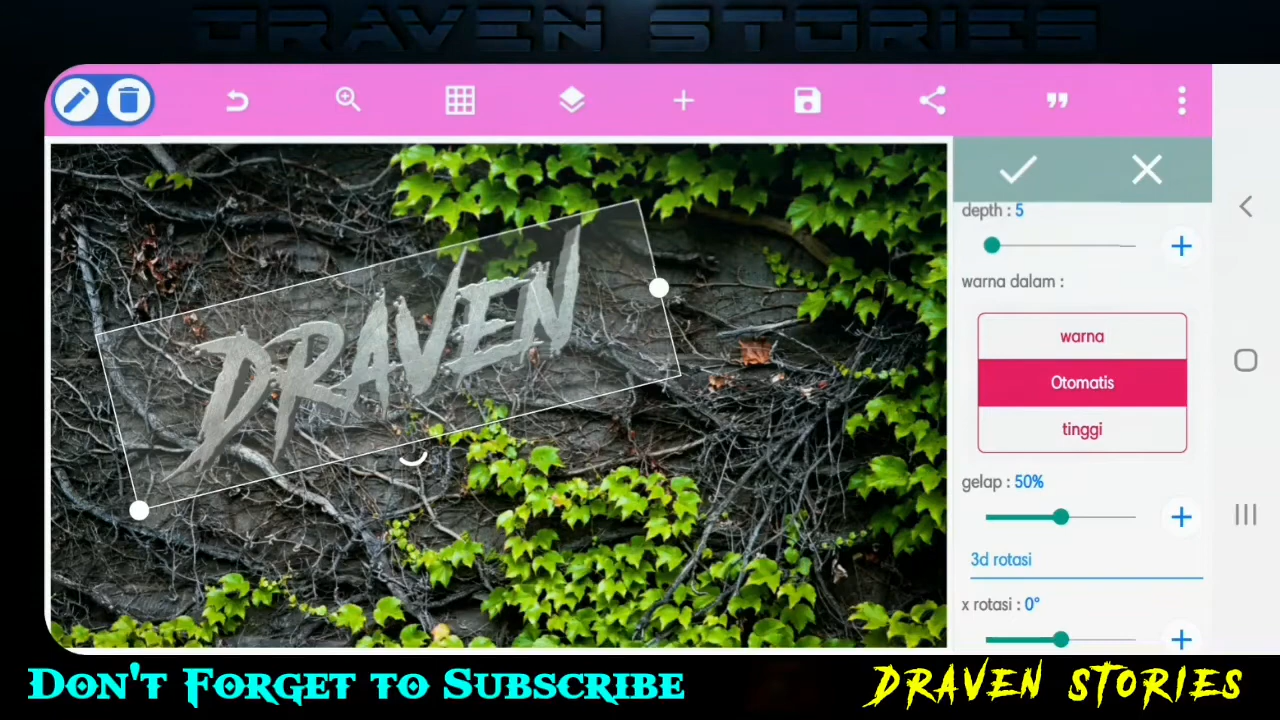 DRAVEN STORIES
depth : 5
warna dalam :
DRAVEN
warna
Otomatis
tinggi
gelap : 50%
3d rotasi
x rotasi : 0°
Don't Forget to Subscribe
DRAVEN STORIES